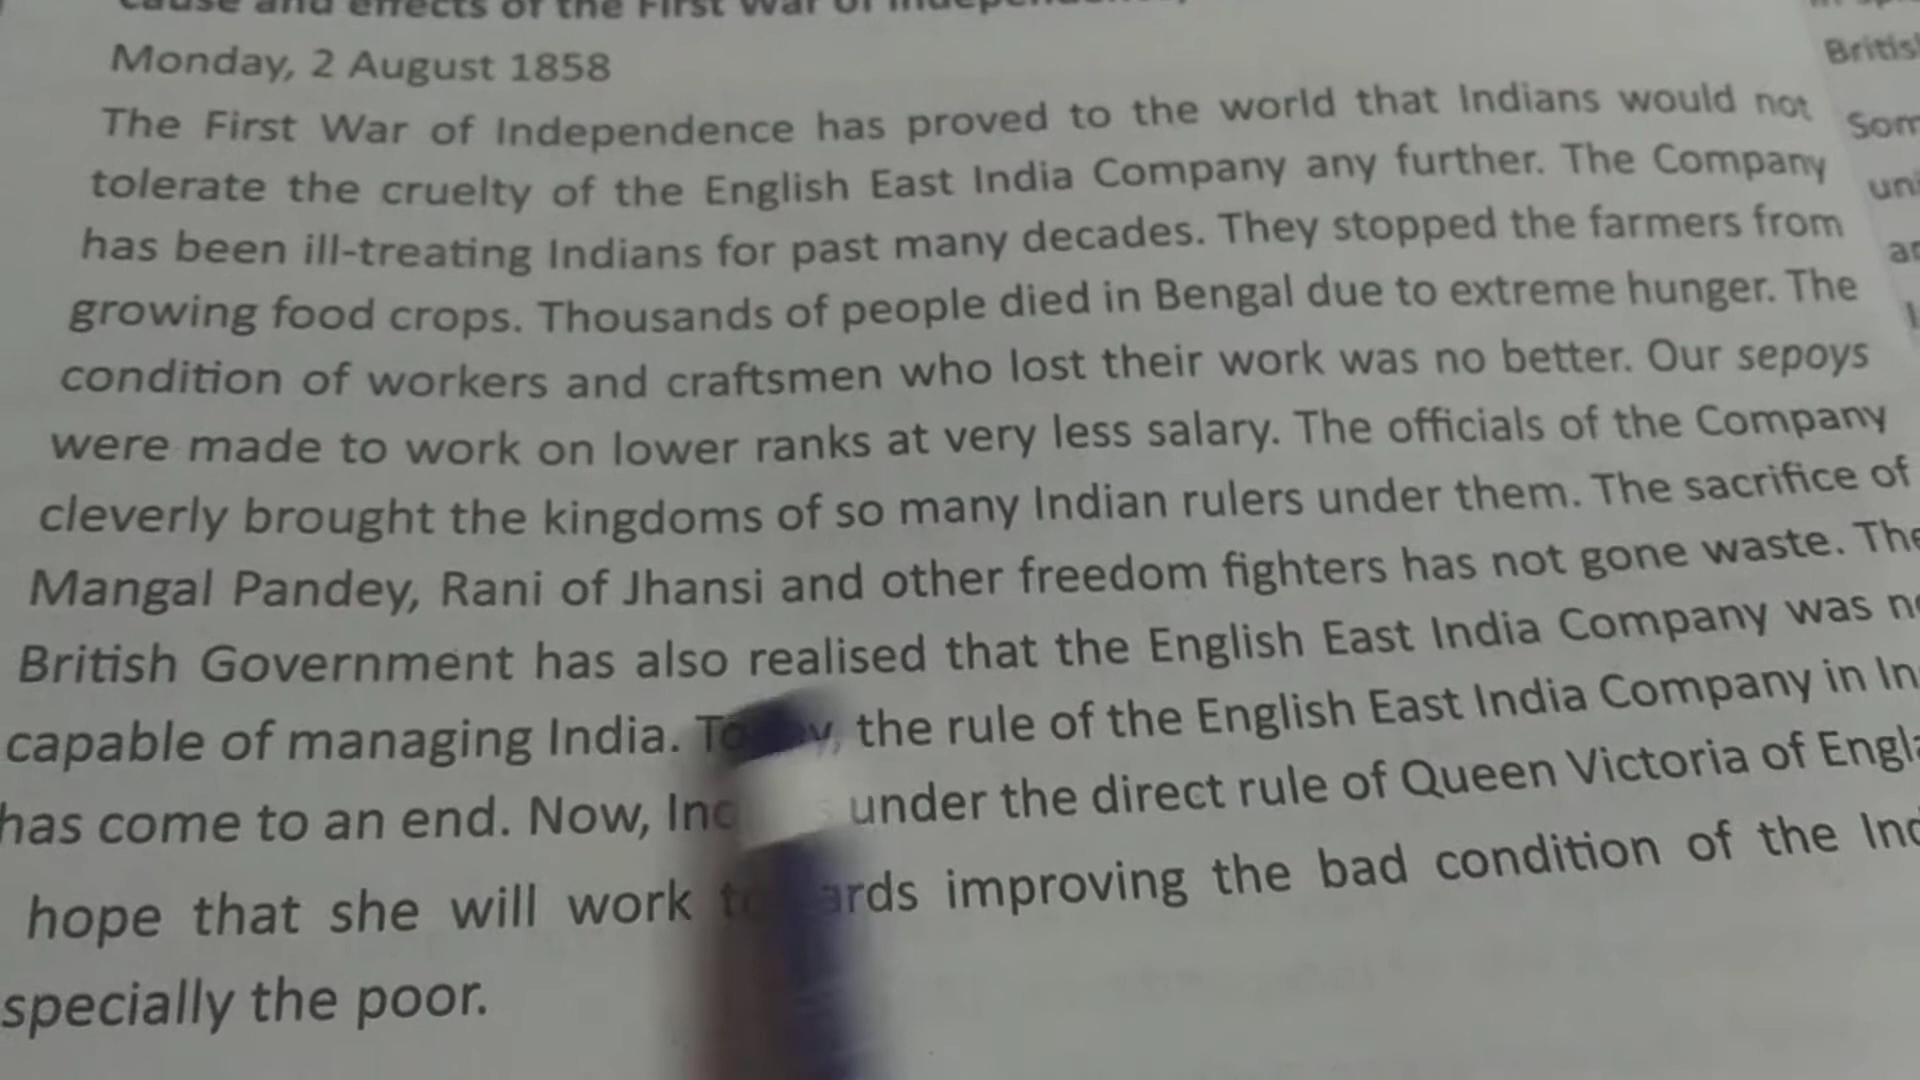 cause and effects of the First War of
Monday, 2 August 1858
The First War of Independence has proved to the world that Indians would not
tolerate the cruelty of the English East India Company any further. The Company
has been ill-treating Indians for past many decades. They stopped the farmers from
growing food crops. Thousands of people died in Bengal due to extreme hunger. The
condition of workers and craftsmen who lost their work was no better. Our sepoys
were made to work on lower ranks at very less salary. The officials of the Company
cleverly brought the kingdoms of so many Indian rulers under them. The sacrifice of
Mangal Pandey, Rani of Jhansi and other freedom fighters has not gone waste. The
British Government has also realised that the English East India Company was
capable of managing India. the rule of the English East India Company in
has come to an end. Now, under the direct rule of Queen Victoria of
hope that she will work improving the bad condition of the
specially the poor.